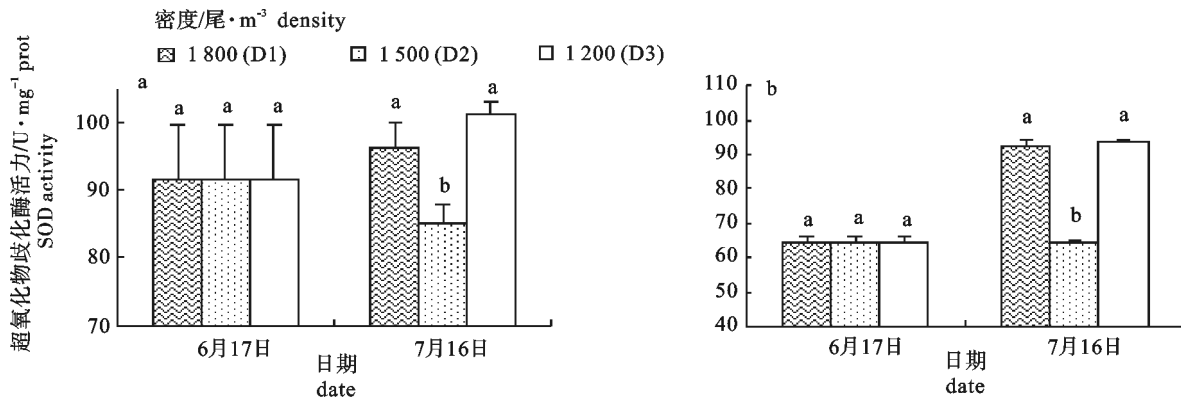 密度/尾·m⁻³ density
1 800 (D1)
1 500 (D2)
1 200 (D3)
超氧化物歧化酶活力/U·mg⁻¹ prot
SOD activity
a
100
90
80
70
a
a
a
a
b
a
6月17日
7月16日
日期
date
b
110
100
90
80
70
60
50
40
a
a
a
a
b
a
6月17日
7月16日
日期
date